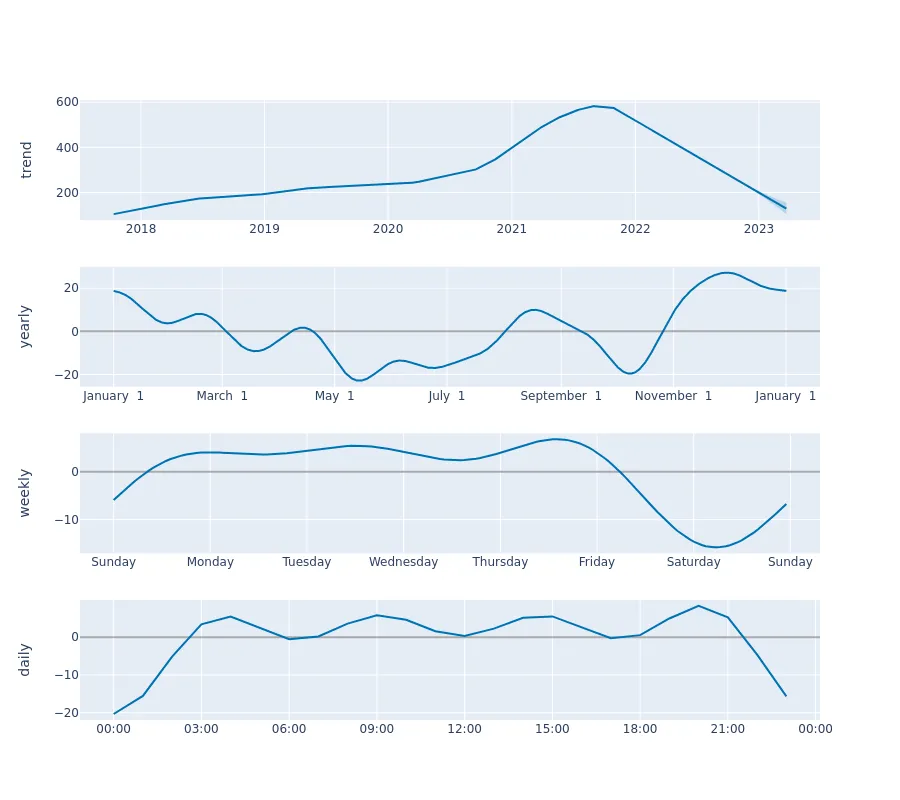 trend
600
400
200
2018 2019 2020 2021 2022 2023
yearly
20
0
−20
January 1 March 1 May 1 July 1 September 1 November 1 January 1
weekly
0
−10
Sunday Monday Tuesday Wednesday Thursday Friday Saturday Sunday
daily
0
−10
−20
00:00 03:00 06:00 09:00 12:00 15:00 18:00 21:00 00:00